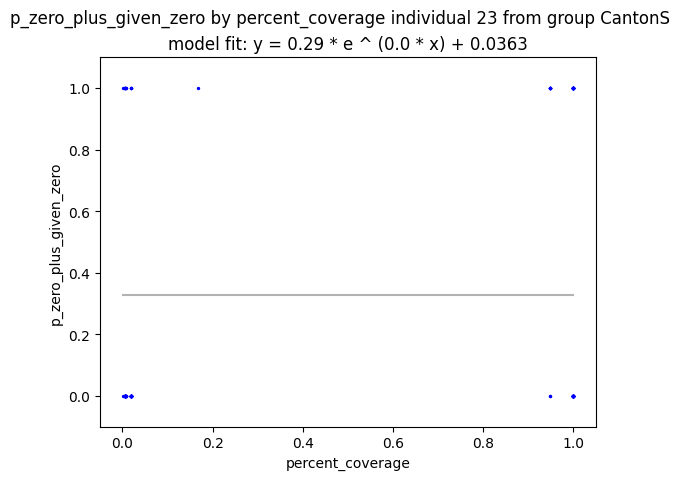 p_zero_plus_given_zero by percent_coverage individual 23 from group CantonS
model fit: y = 0.29 * e ^ (0.0 * x) + 0.0363
1.0
0.8
0.6
0.4
0.2
0.0
p_zero_plus_given_zero
0.0 0.2 0.4 0.6 0.8 1.0
percent_coverage